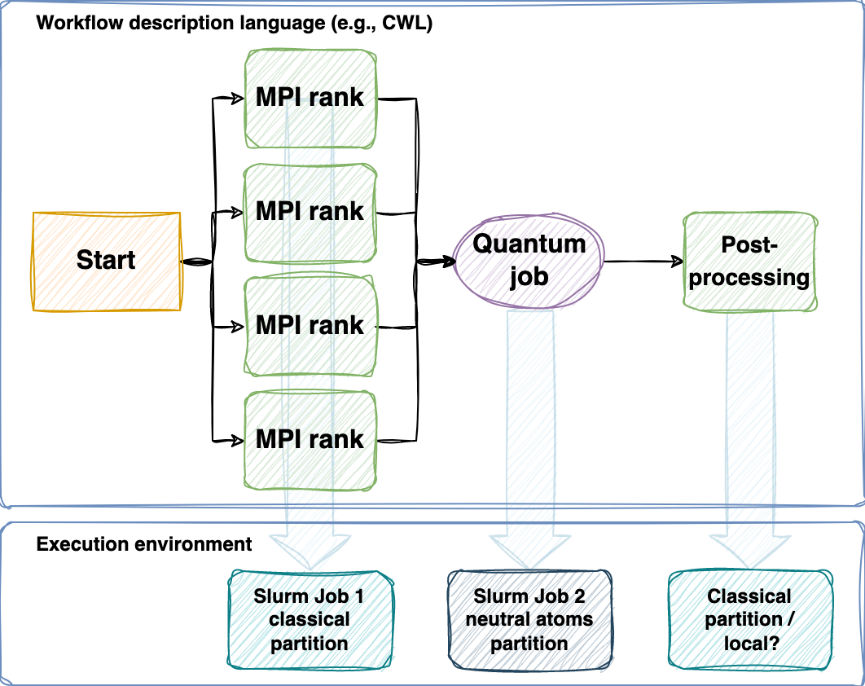 Workflow description language (e.g., CWL)
MPI rank
MPI rank
Start
Quantum
job
Post-
processing
MPI rank
MPI rank
Execution environment
Slurm Job 1
classical
partition
Slurm Job 2
neutral atoms
partition
Classical
partition /
local?